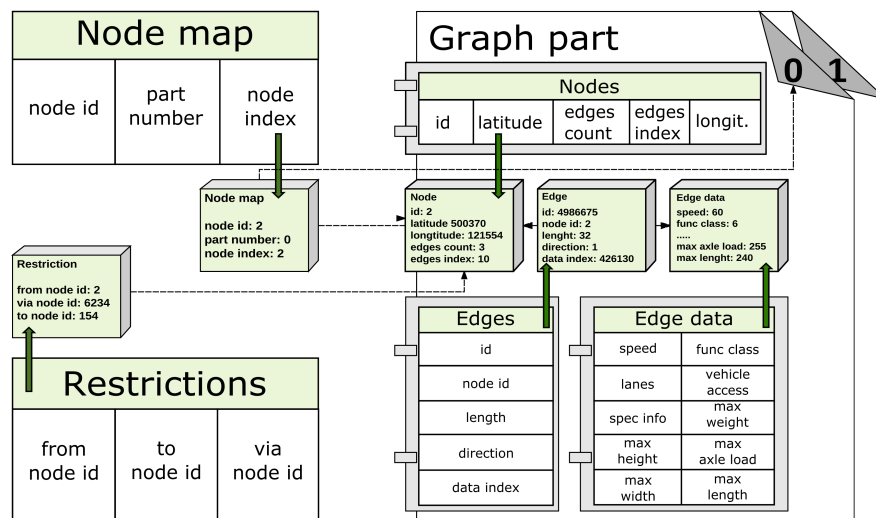 Node map
node id
part
number
node
index
Graph part
0 1
Nodes
id
latitude
edges
count
edges
index
longit.
Node map
node id: 2
part number: 0
node index: 2
Node
id: 2
latitude 500370
longtitude: 121554
edges count: 3
edges index: 10
Edge
id: 4986675
node id: 2
lenght: 32
direction: 1
data index: 426130
Edge data
speed: 60
func class: 6
.....
max axle load: 255
max lenght: 240
Restriction
from node id: 2
via node id: 6234
to node id: 154
Restrictions
from
node id
to
node id
via
node id
Edges
id
node id
length
direction
data index
Edge data
speed
func class
lanes
vehicle
access
spec info
max
weight
max
height
max
axle load
max
width
max
length